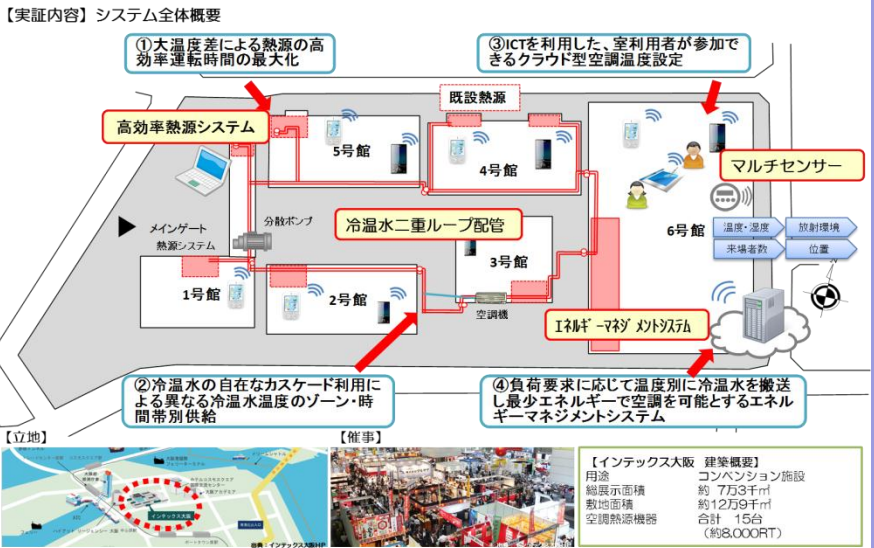 【実証内容】システム全体概要
①大温度差による熱源の高
効率運転時間の最大化
③ICTを利用した、室利用者が参加で
きるクラウド型空調温度設定
既設熱源
高効率熱源システム
5号館
4号館
マルチセンサー
メインゲート
分散ポンプ
冷温水二重ループ配管
6号館
温度・湿度
放射環境
熱源システム
来場者数
位置
3号館
1号館
2号館
空調機
エネルギーマネジメントシステム
②冷温水の自在なカスケード利用に
よる異なる冷温水温度のゾーン・時
間帯別供給
④負荷要求に応じて温度別に冷温水を搬送
し最少エネルギーで空調を可能とするエネル
ギーマネジメントシステム
【立地】
【催事】
インテックス大阪
出典：インテックス大阪HP
【インテックス大阪 建築概要】
用途 コンベンション施設
総展示面積 約 7万3千㎡
敷地面積 約12万9千㎡
空調熱源機器 合計 15台
（約8,000RT）